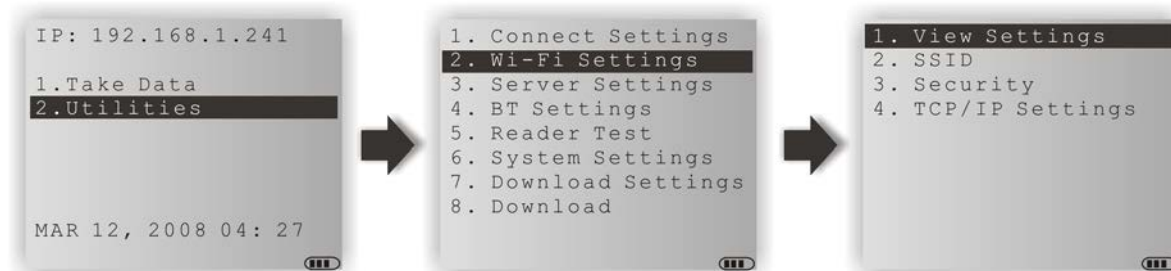 IP: 192.168.1.241
1.Take Data
2.Utilities
MAR 12, 2008 04: 27
1. Connect Settings
2. Wi-Fi Settings
3. Server Settings
4. BT Settings
5. Reader Test
6. System Settings
7. Download Settings
8. Download
1. View Settings
2. SSID
3. Security
4. TCP/IP Settings